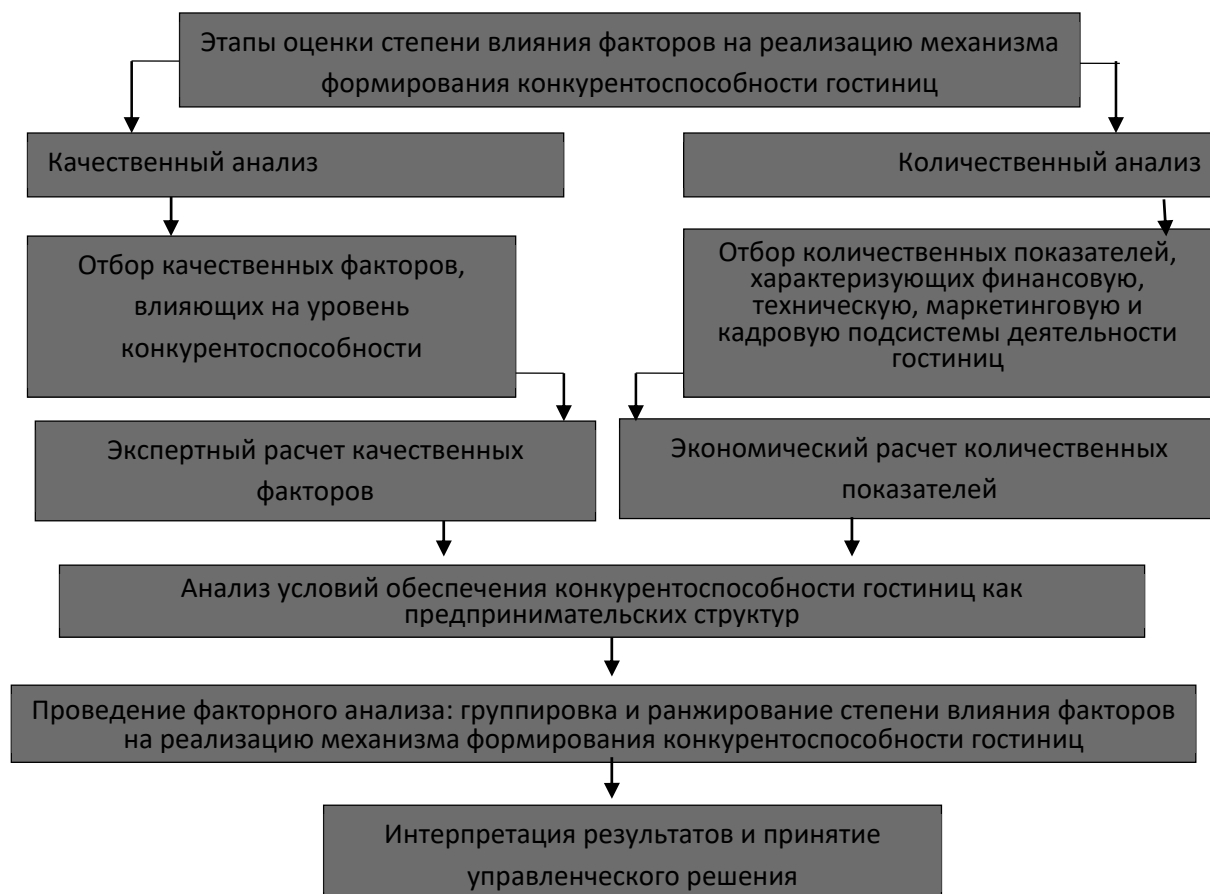 Этапы оценки степени влияния факторов на реализацию механизма
формирования конкурентоспособности гостиниц
Качественный анализ
Количественный анализ
Отбор качественных факторов,
влияющих на уровень
конкурентоспособности
Отбор количественных показателей,
характеризующих финансовую,
техническую, маркетинговую и
кадровую подсистемы деятельности
гостиниц
Экспертный расчет качественных
факторов
Экономический расчет количественных
показателей
Анализ условий обеспечения конкурентоспособности гостиниц как
предпринимательских структур
Проведение факторного анализа: группировка и ранжирование степени влияния факторов
на реализацию механизма формирования конкурентоспособности гостиниц
Интерпретация результатов и принятие
управленческого решения